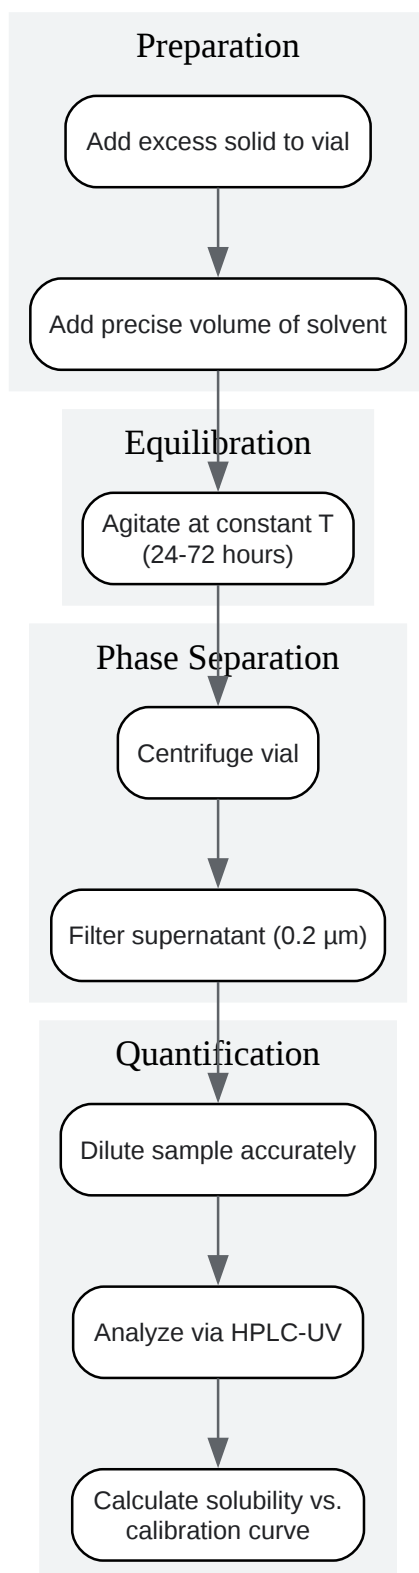 Preparation
Add excess solid to vial
Add precise volume of solvent
Equilibration
Agitate at constant T
(24-72 hours)
Phase Separation
Centrifuge vial
Filter supernatant (0.2 µm)
Quantification
Dilute sample accurately
Analyze via HPLC-UV
Calculate solubility vs.
calibration curve